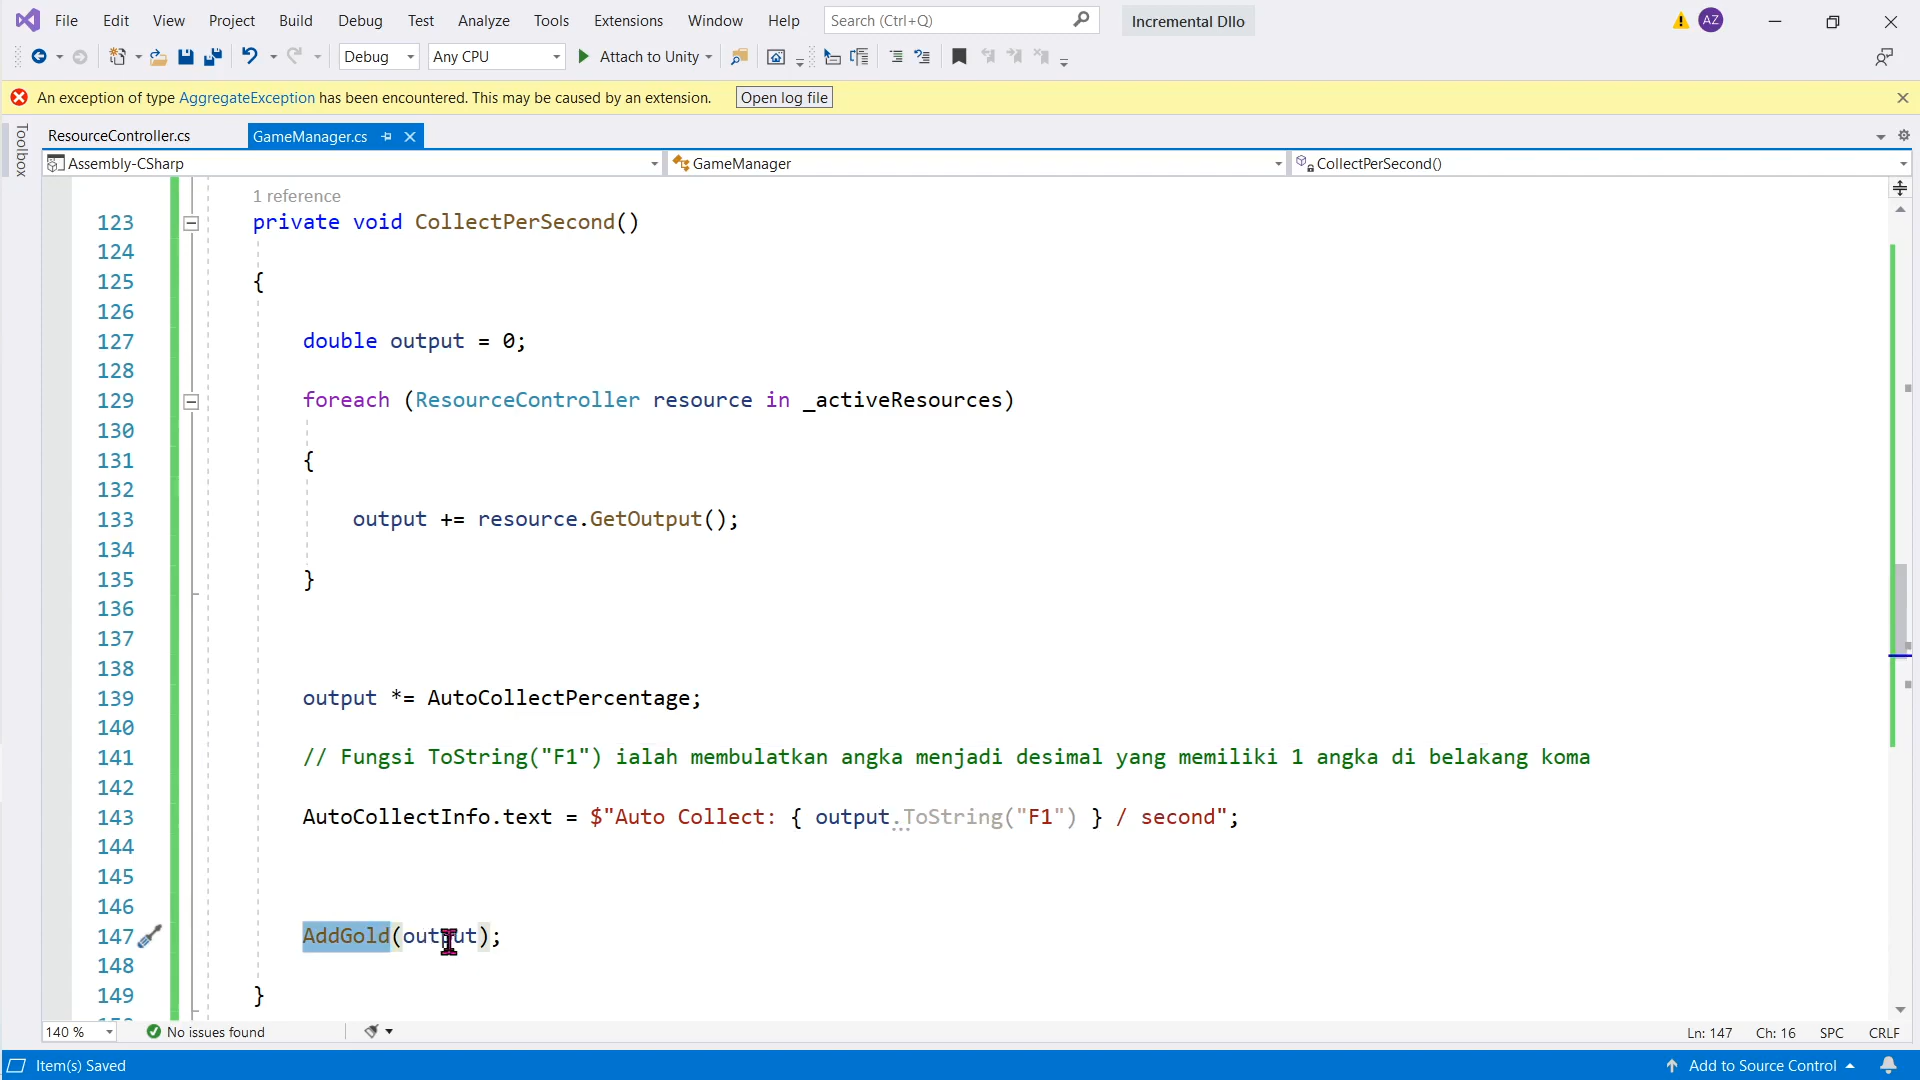 File Edit View Project Build Debug Test Analyze Tools Extensions Window Help Search (Ctrl+Q) Incremental Dllo AZ
Debug Any CPU Attach to Unity
An exception of type AggregateException has been encountered. This may be caused by an extension. Open log file
Toolbox
ResourceController.cs GameManager.cs
Assembly-CSharp GameManager CollectPerSecond()
1 reference
123 private void CollectPerSecond()
124
125 {
126
127 double output = 0;
128
129 foreach (ResourceController resource in _activeResources)
130
131 {
132
133 output += resource.GetOutput();
134
135 }
136
137
138
139 output *= AutoCollectPercentage;
140
141 // Fungsi ToString("F1") ialah membulatkan angka menjadi desimal yang memiliki 1 angka di belakang koma
142
143 AutoCollectInfo.text = $"Auto Collect: { output.ToString("F1") } / second";
144
145
146
147 AddGold(output);
148
149 }
140 % No issues found Ln: 147 Ch: 16 SPC CRLF
Item(s) Saved Add to Source Control